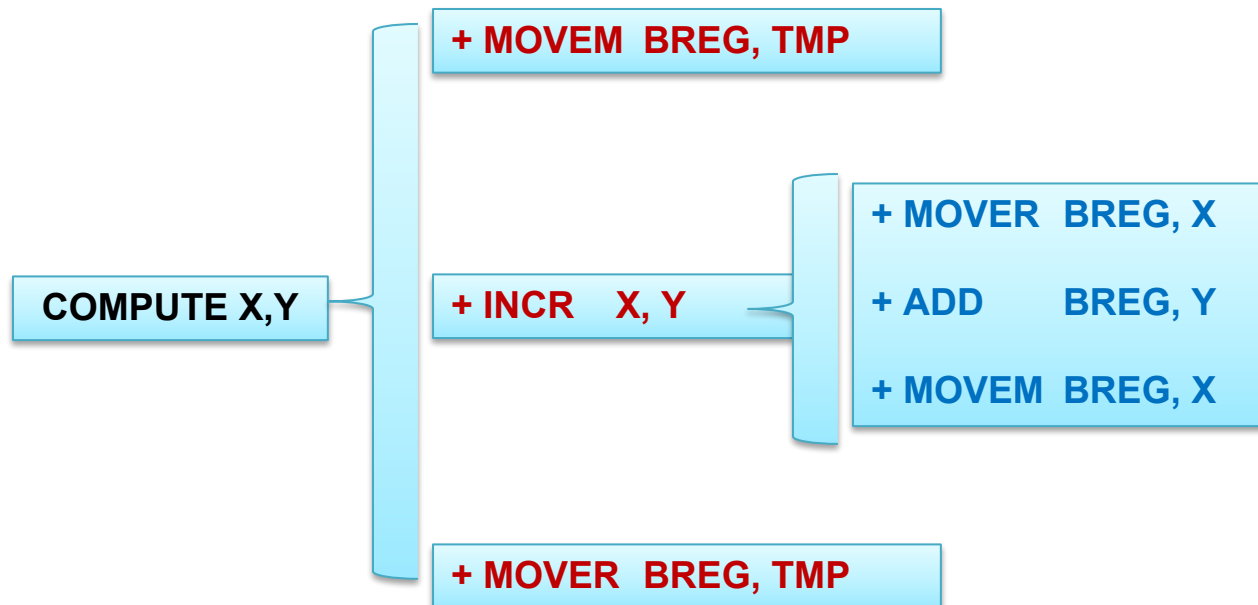 + MOVEM BREG, TMP
COMPUTE X,Y
+ INCR X, Y
+ MOVER BREG, X
+ ADD BREG, Y
+ MOVEM BREG, X
+ MOVER BREG, TMP